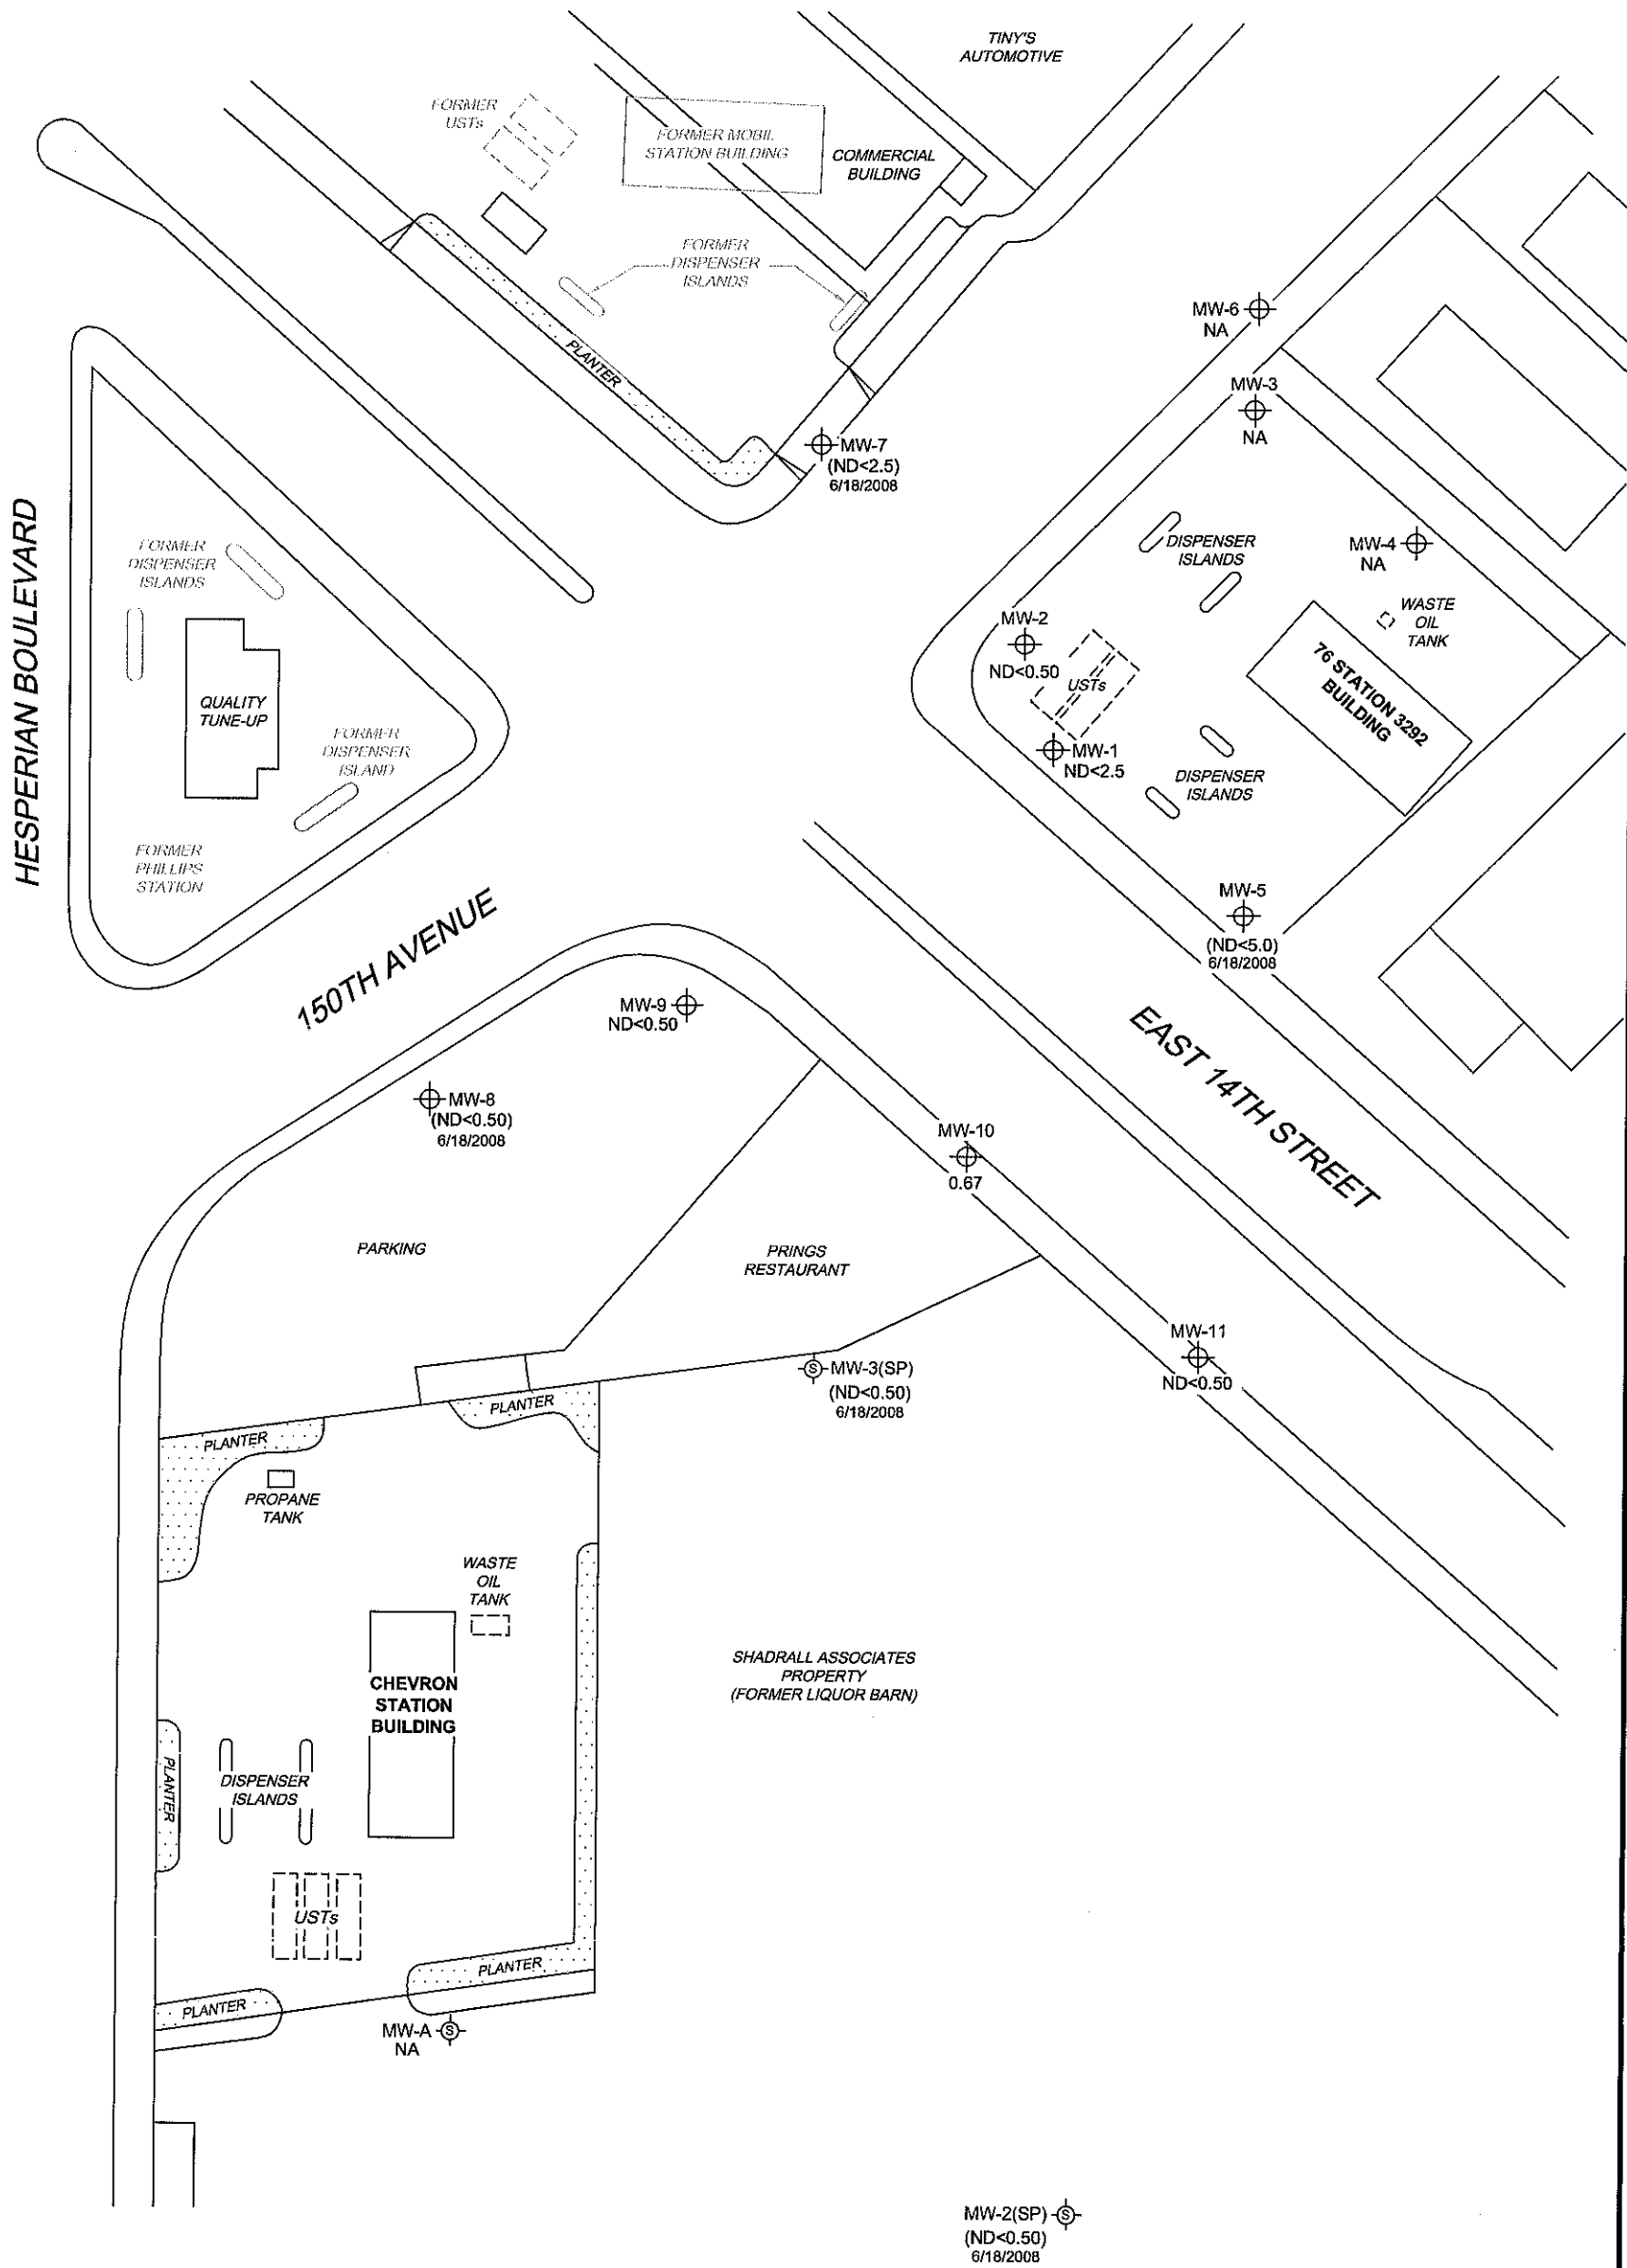 TINY'S
AUTOMOTIVE
FORMER
USTs
FORMER MOBIL
STATION BUILDING
COMMERCIAL
BUILDING
FORMER
DISPENSER
ISLANDS
PLANTER
MW-6
NA
MW-3
NA
MW-7
(ND<2.5)
6/18/2008
HESPERIAN BOULEVARD
FORMER
DISPENSER
ISLANDS
DISPENSER
ISLANDS
MW-4
NA
WASTE
OIL
TANK
MW-2
ND<0.50
USTs
76 STATION 3292
BUILDING
QUALITY
TUNE-UP
FORMER
DISPENSER
ISLAND
MW-1
ND<2.5
DISPENSER
ISLANDS
FORMER
PHILLIPS
STATION
MW-5
(ND<5.0)
6/18/2008
150TH AVENUE
MW-9
ND<0.50
EAST 14TH STREET
MW-8
(ND<0.50)
6/18/2008
MW-10
0.67
PARKING
PRINGS
RESTAURANT
MW-11
ND<0.50
MW-3(SP)
(ND<0.50)
6/18/2008
PLANTER
PLANTER
PROPANE
TANK
WASTE
OIL
TANK
CHEVRON
STATION
BUILDING
SHADRALL ASSOCIATES
PROPERTY
(FORMER LIQUOR BARN)
PLANTER
DISPENSER
ISLANDS
USTs
PLANTER
PLANTER
MW-A
NA
MW-2(SP)
(ND<0.50)
6/18/2008